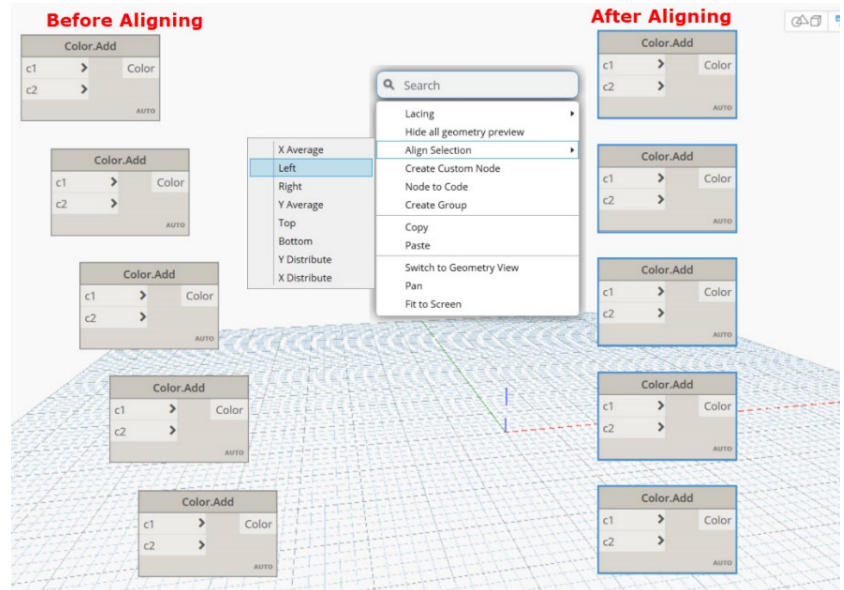 Before Aligning
Color.Add
c1 > Color
c2 >
AUTO
Color.Add
c1 > Color
c2 >
AUTO
Color.Add
c1 > Color
c2 >
AUTO
Color.Add
c1 > Color
c2 >
AUTO
Color.Add
c1 > Color
c2 >
AUTO
X Average
Left
Right
Y Average
Top
Bottom
Y Distribute
X Distribute
Search
Lacing
Hide all geometry preview
Align Selection
Create Custom Node
Node to Code
Create Group
Copy
Paste
Switch to Geometry View
Pan
Fit to Screen
After Aligning
Color.Add
c1 > Color
c2 >
AUTO
Color.Add
c1 > Color
c2 >
AUTO
Color.Add
c1 > Color
c2 >
AUTO
Color.Add
c1 > Color
c2 >
AUTO
Color.Add
c1 > Color
c2 >
AUTO